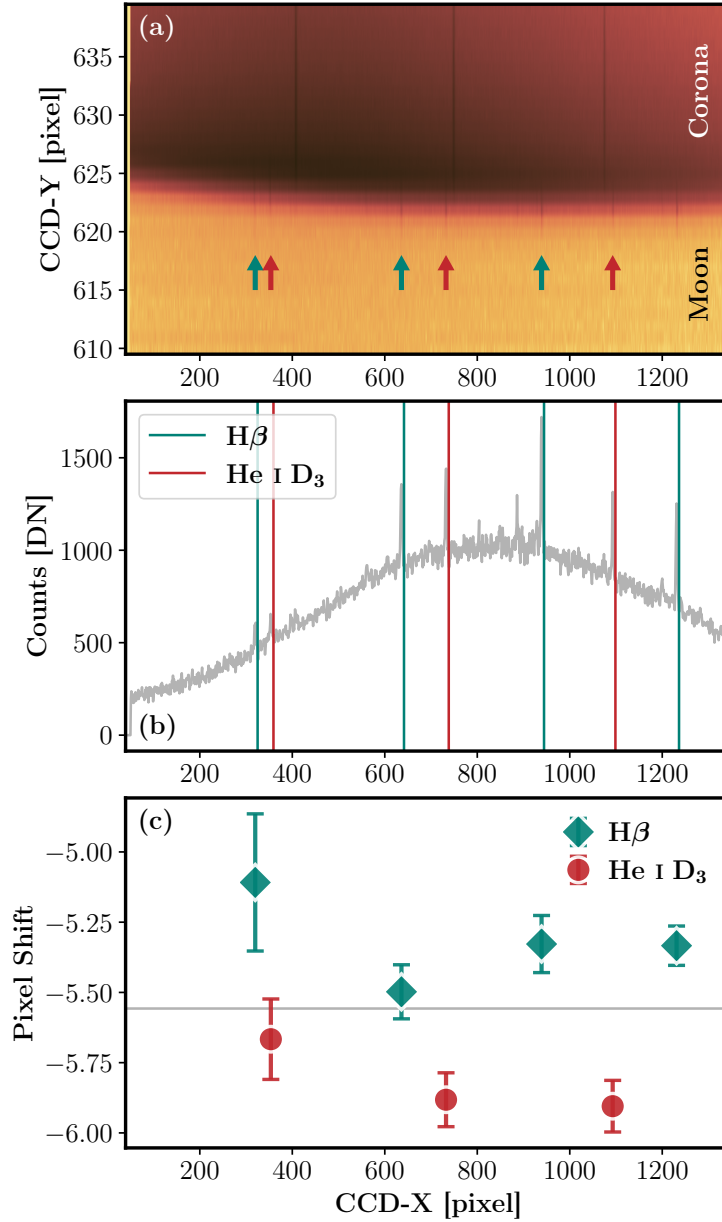 (a)
Corona
Moon
CCD-Y [pixel]
635
630
625
620
615
610
200 400 600 800 1000 1200
Hβ
He I D₃
(b)
Counts [DN]
1500
1000
500
0
200 400 600 800 1000 1200
(c)
Hβ
He I D₃
Pixel Shift
−5.00
−5.25
−5.50
−5.75
−6.00
200 400 600 800 1000 1200
CCD-X [pixel]